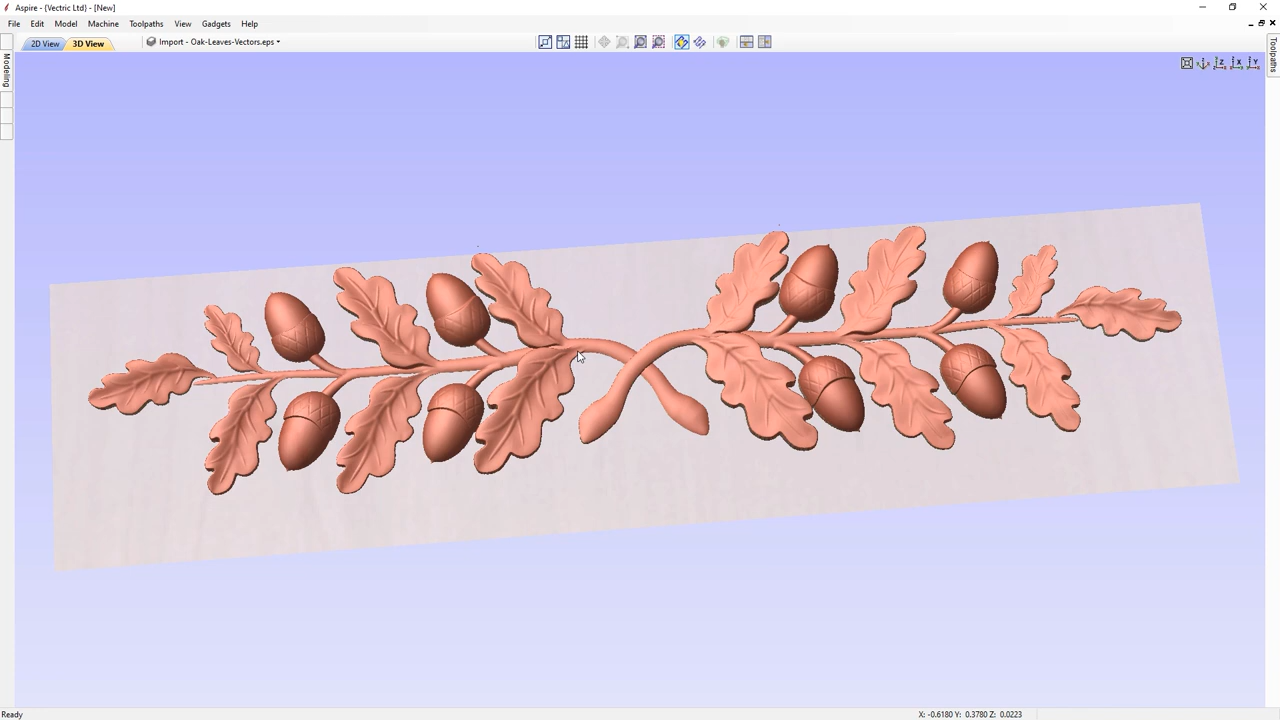 Aspire - {Vectric Ltd} - [New]
File Edit Model Machine Toolpaths View Gadgets Help
2D View 3D View Import - Oak-Leaves-Vectors.eps
Modeling
Toolpaths
Z X Y
Ready X: -0.6180 Y: 0.3780 Z: 0.0223